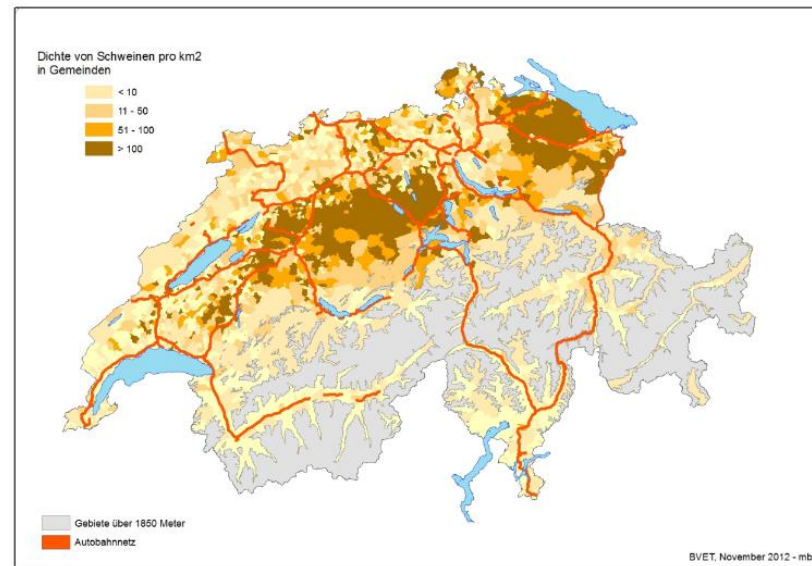 Dichte von Schweinen pro km2
in Gemeinden
< 10
11 - 50
51 - 100
> 100
Gebiete über 1850 Meter
Autobahnnetz
BVET, November 2012 - mb